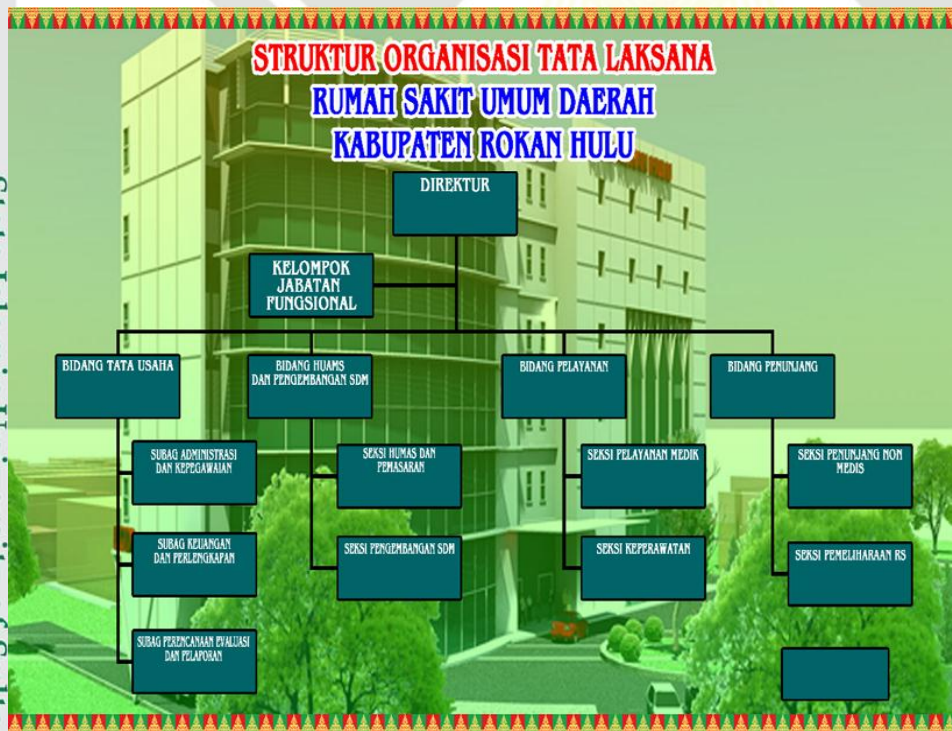 STRUKTUR ORGANISASI TATA LAKSANA
RUMAH SAKIT UMUM DAERAH
KABUPATEN ROKAN HULU
DIREKTUR
KELOMPOK
JABATAN
FUNGSIONAL
BIDANG TATA USAHA
BIDANG HUAMS
DAN PENGEMBANGAN SDM
BIDANG PELAYANAN
BIDANG PENUNJANG
SUBAG ADMINISTRASI
DAN KEPEGAWAIAN
SEKSI HUMAS DAN
PEMASARAN
SEKSI PELAYANAN MEDIK
SEKSI PENUNJANG NON
MEDIS
SUBAG KEUANGAN
DAN PERLENGKAPAN
SEKSI PENGEMBANGAN SDM
SEKSI KEPERAWATAN
SEKSI PEMELIHARAAN RS
SUBAG PERENCANAAN EVALUASI
DAN PELAPORAN